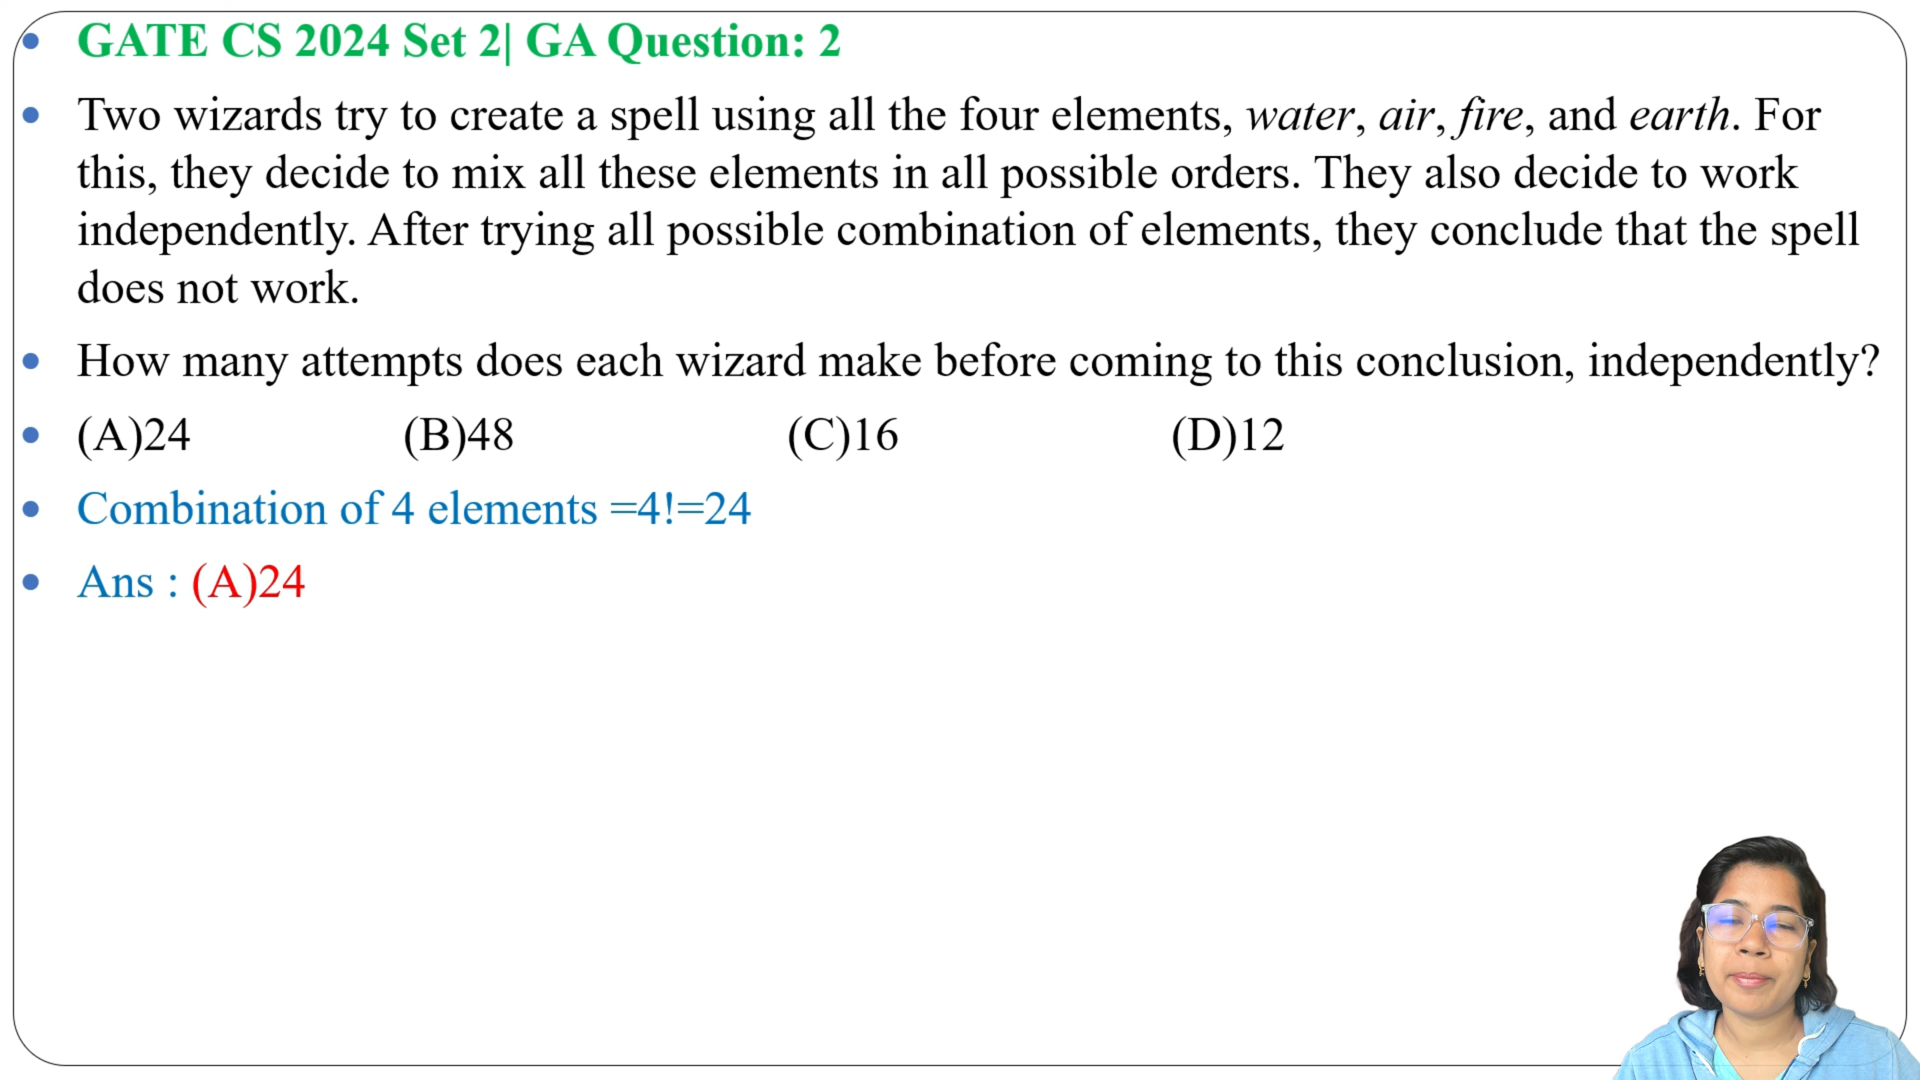 GATE CS 2024 Set 2| GA Question: 2
Two wizards try to create a spell using all the four elements, water, air, fire, and earth. For
this, they decide to mix all these elements in all possible orders. They also decide to work
independently. After trying all possible combination of elements, they conclude that the spell
does not work.
How many attempts does each wizard make before coming to this conclusion, independently?
(A)24 (B)48 (C)16 (D)12
Combination of 4 elements =4!=24
Ans : (A)24